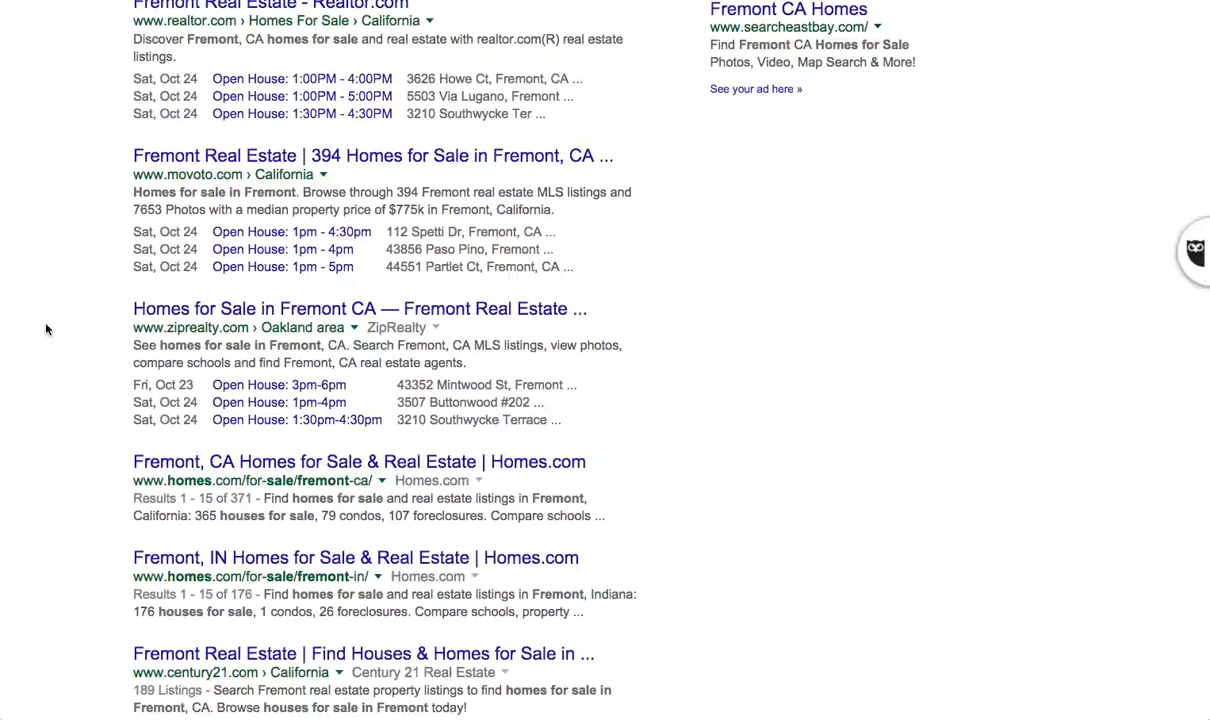 Fremont Real Estate - Realtor.com
www.realtor.com › Homes For Sale › California
Discover Fremont, CA homes for sale and real estate with realtor.com(R) real estate
listings.
Sat, Oct 24 Open House: 1:00PM - 4:00PM 3626 Howe Ct, Fremont, CA ...
Sat, Oct 24 Open House: 1:00PM - 5:00PM 5503 Via Lugano, Fremont ...
Sat, Oct 24 Open House: 1:30PM - 4:30PM 3210 Southwycke Ter ...
Fremont Real Estate | 394 Homes for Sale in Fremont, CA ...
www.movoto.com › California
Homes for sale in Fremont. Browse through 394 Fremont real estate MLS listings and
7653 Photos with a median property price of $775k in Fremont, California.
Sat, Oct 24 Open House: 1pm - 4:30pm 112 Spetti Dr, Fremont, CA ...
Sat, Oct 24 Open House: 1pm - 4pm 43856 Paso Pino, Fremont ...
Sat, Oct 24 Open House: 1pm - 5pm 44551 Partlet Ct, Fremont, CA ...
Homes for Sale in Fremont CA — Fremont Real Estate ...
www.ziprealty.com › Oakland area ZipRealty
See homes for sale in Fremont, CA. Search Fremont, CA MLS listings, view photos,
compare schools and find Fremont, CA real estate agents.
Fri, Oct 23 Open House: 3pm-6pm 43352 Mintwood St, Fremont ...
Sat, Oct 24 Open House: 1pm-4pm 3507 Buttonwood #202 ...
Sat, Oct 24 Open House: 1:30pm-4:30pm 3210 Southwycke Terrace ...
Fremont, CA Homes for Sale & Real Estate | Homes.com
www.homes.com/for-sale/fremont-ca/ Homes.com
Results 1 - 15 of 371 - Find homes for sale and real estate listings in Fremont,
California: 365 houses for sale, 79 condos, 107 foreclosures. Compare schools ...
Fremont, IN Homes for Sale & Real Estate | Homes.com
www.homes.com/for-sale/fremont-in/ Homes.com
Results 1 - 15 of 176 - Find homes for sale and real estate listings in Fremont, Indiana:
176 houses for sale, 1 condos, 26 foreclosures. Compare schools, property ...
Fremont Real Estate | Find Houses & Homes for Sale in ...
www.century21.com › California Century 21 Real Estate
189 Listings - Search Fremont real estate property listings to find homes for sale in
Fremont, CA. Browse houses for sale in Fremont today!
Fremont CA Homes
www.searcheastbay.com/
Find Fremont CA Homes for Sale
Photos, Video, Map Search & More!
See your ad here »